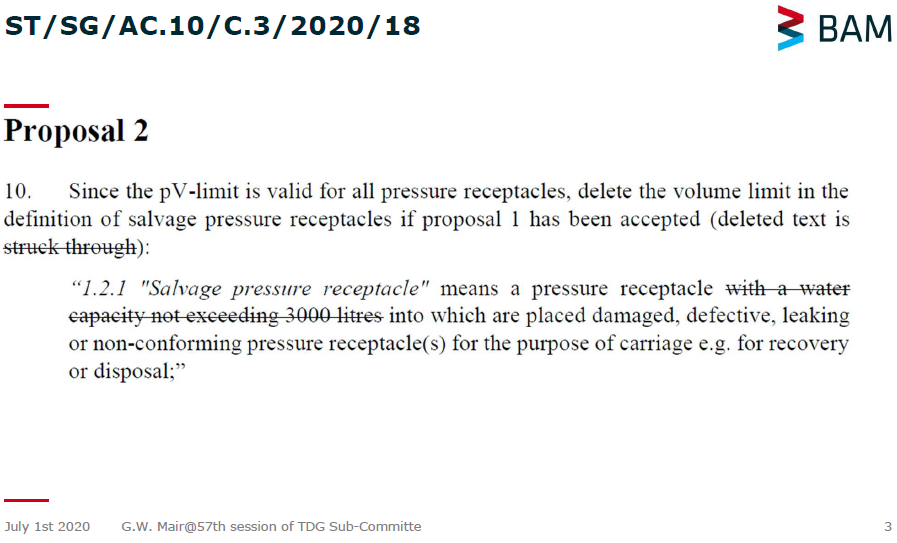 ST/SG/AC.10/C.3/2020/18
BAM
Proposal 2
10. Since the pV-limit is valid for all pressure receptacles, delete the volume limit in the
definition of salvage pressure receptacles if proposal 1 has been accepted (deleted text is
struck through):
“1.2.1 "Salvage pressure receptacle" means a pressure receptacle with a water
capacity not exceeding 3000 litres into which are placed damaged, defective, leaking
or non-conforming pressure receptacle(s) for the purpose of carriage e.g. for recovery
or disposal;”
July 1st 2020 G.W. Mair@57th session of TDG Sub-Committe 3